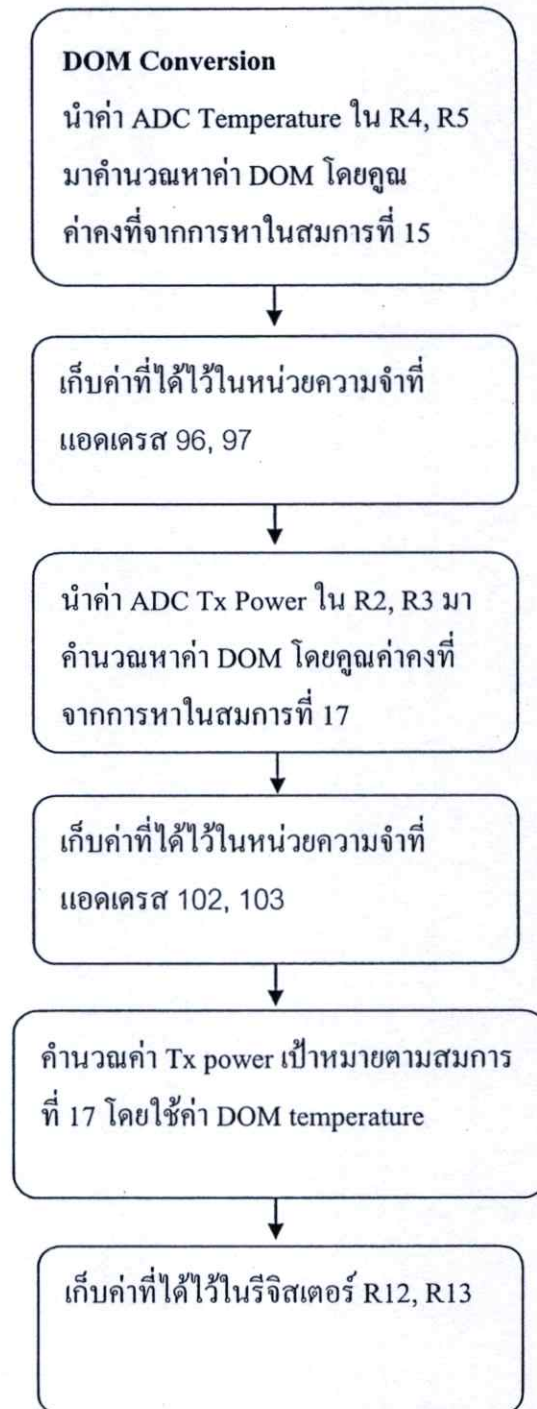 DOM Conversion
นำค่า ADC Temperature ใน R4, R5
มาคำนวณหาค่า DOM โดยคูณ
ค่าคงที่จากการหาในสมการที่ 15
เก็บค่าที่ได้ไว้ในหน่วยความจำที่
แอดเดรส 96, 97
นำค่า ADC Tx Power ใน R2, R3 มา
คำนวณหาค่า DOM โดยคูณค่าคงที่
จากการหาในสมการที่ 17
เก็บค่าที่ได้ไว้ในหน่วยความจำที่
แอดเดรส 102, 103
คำนวณค่า Tx power เป้าหมายตามสมการ
ที่ 17 โดยใช้ค่า DOM temperature
เก็บค่าที่ได้ไว้ในรีจิสเตอร์ R12, R13